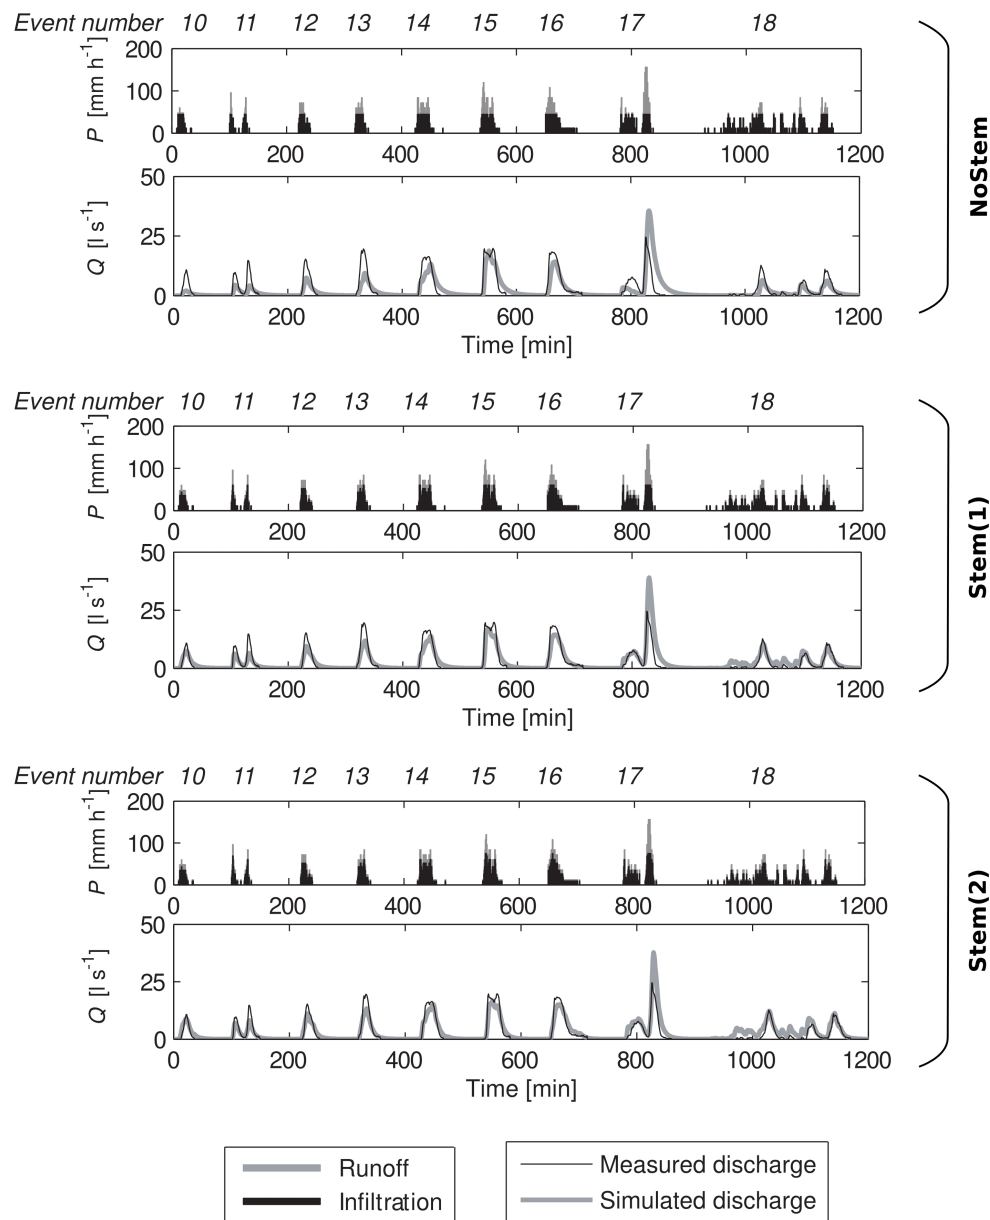 Event number 10 11 12 13 14 15 16 17 18
200
100
0
P [mm h-1]
0 200 400 600 800 1000 1200
50
25
0
Q [l s-1]
0 200 400 600 800 1000 1200
Time [min]
NoStem
Event number 10 11 12 13 14 15 16 17 18
200
100
0
P [mm h-1]
0 200 400 600 800 1000 1200
50
25
0
Q [l s-1]
0 200 400 600 800 1000 1200
Time [min]
Stem(1)
Event number 10 11 12 13 14 15 16 17 18
200
100
0
P [mm h-1]
0 200 400 600 800 1000 1200
50
25
0
Q [l s-1]
0 200 400 600 800 1000 1200
Time [min]
Stem(2)
Runoff
Infiltration
Measured discharge
Simulated discharge